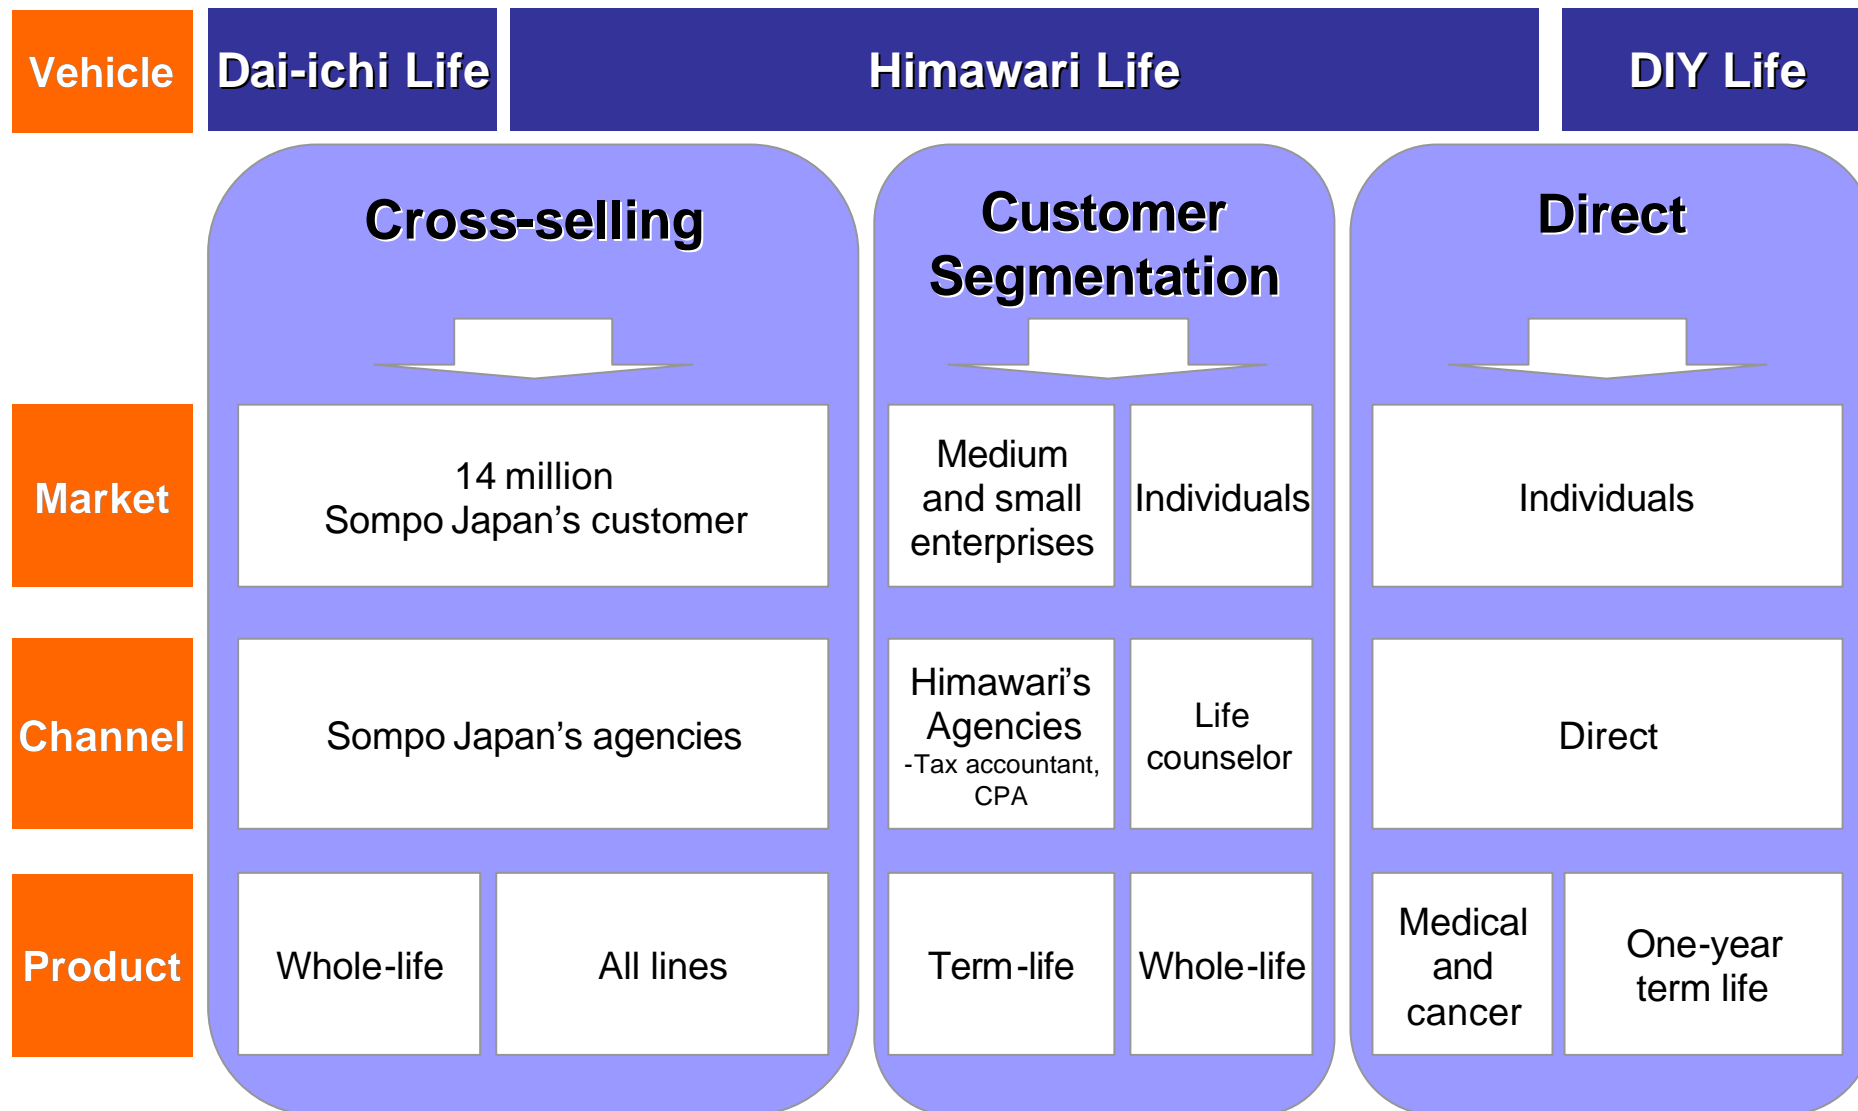 Vehicle
Dai-ichi Life
Himawari Life
DIY Life
Cross-selling
Customer
Segmentation
Direct
Market
14 million
Sompo Japan’s customer
Medium
and small
enterprises
Individuals
Individuals
Channel
Sompo Japan’s agencies
Himawari’s
Agencies
-Tax accountant,
CPA
Life
counselor
Direct
Product
Whole-life
All lines
Term-life
Whole-life
Medical
and
cancer
One-year
term life